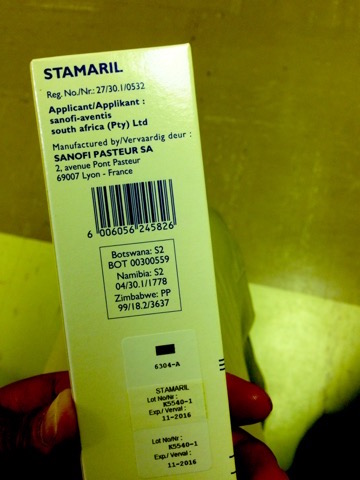 STAMARIL
Reg. No./Nr.: 27/30.1/0532
Applicant/Applikant :
sanofi-aventis
south africa (Pty) Ltd
Manufactured by/Vervaardig deur :
SANOFI PASTEUR SA
2, avenue Pont Pasteur
69007 Lyon - France
6 006056 245826
Botswana: S2
BOT 00300559
Namibia: S2
04/30.1/1778
Zimbabwe: PP
99/18.2/3637
6304-A
STAMARIL
Lot No/Nr :
K5540-1
Exp./ Verval :
11-2016
Lot No/Nr :
K5540-1
Exp./ Verval :
11-2016